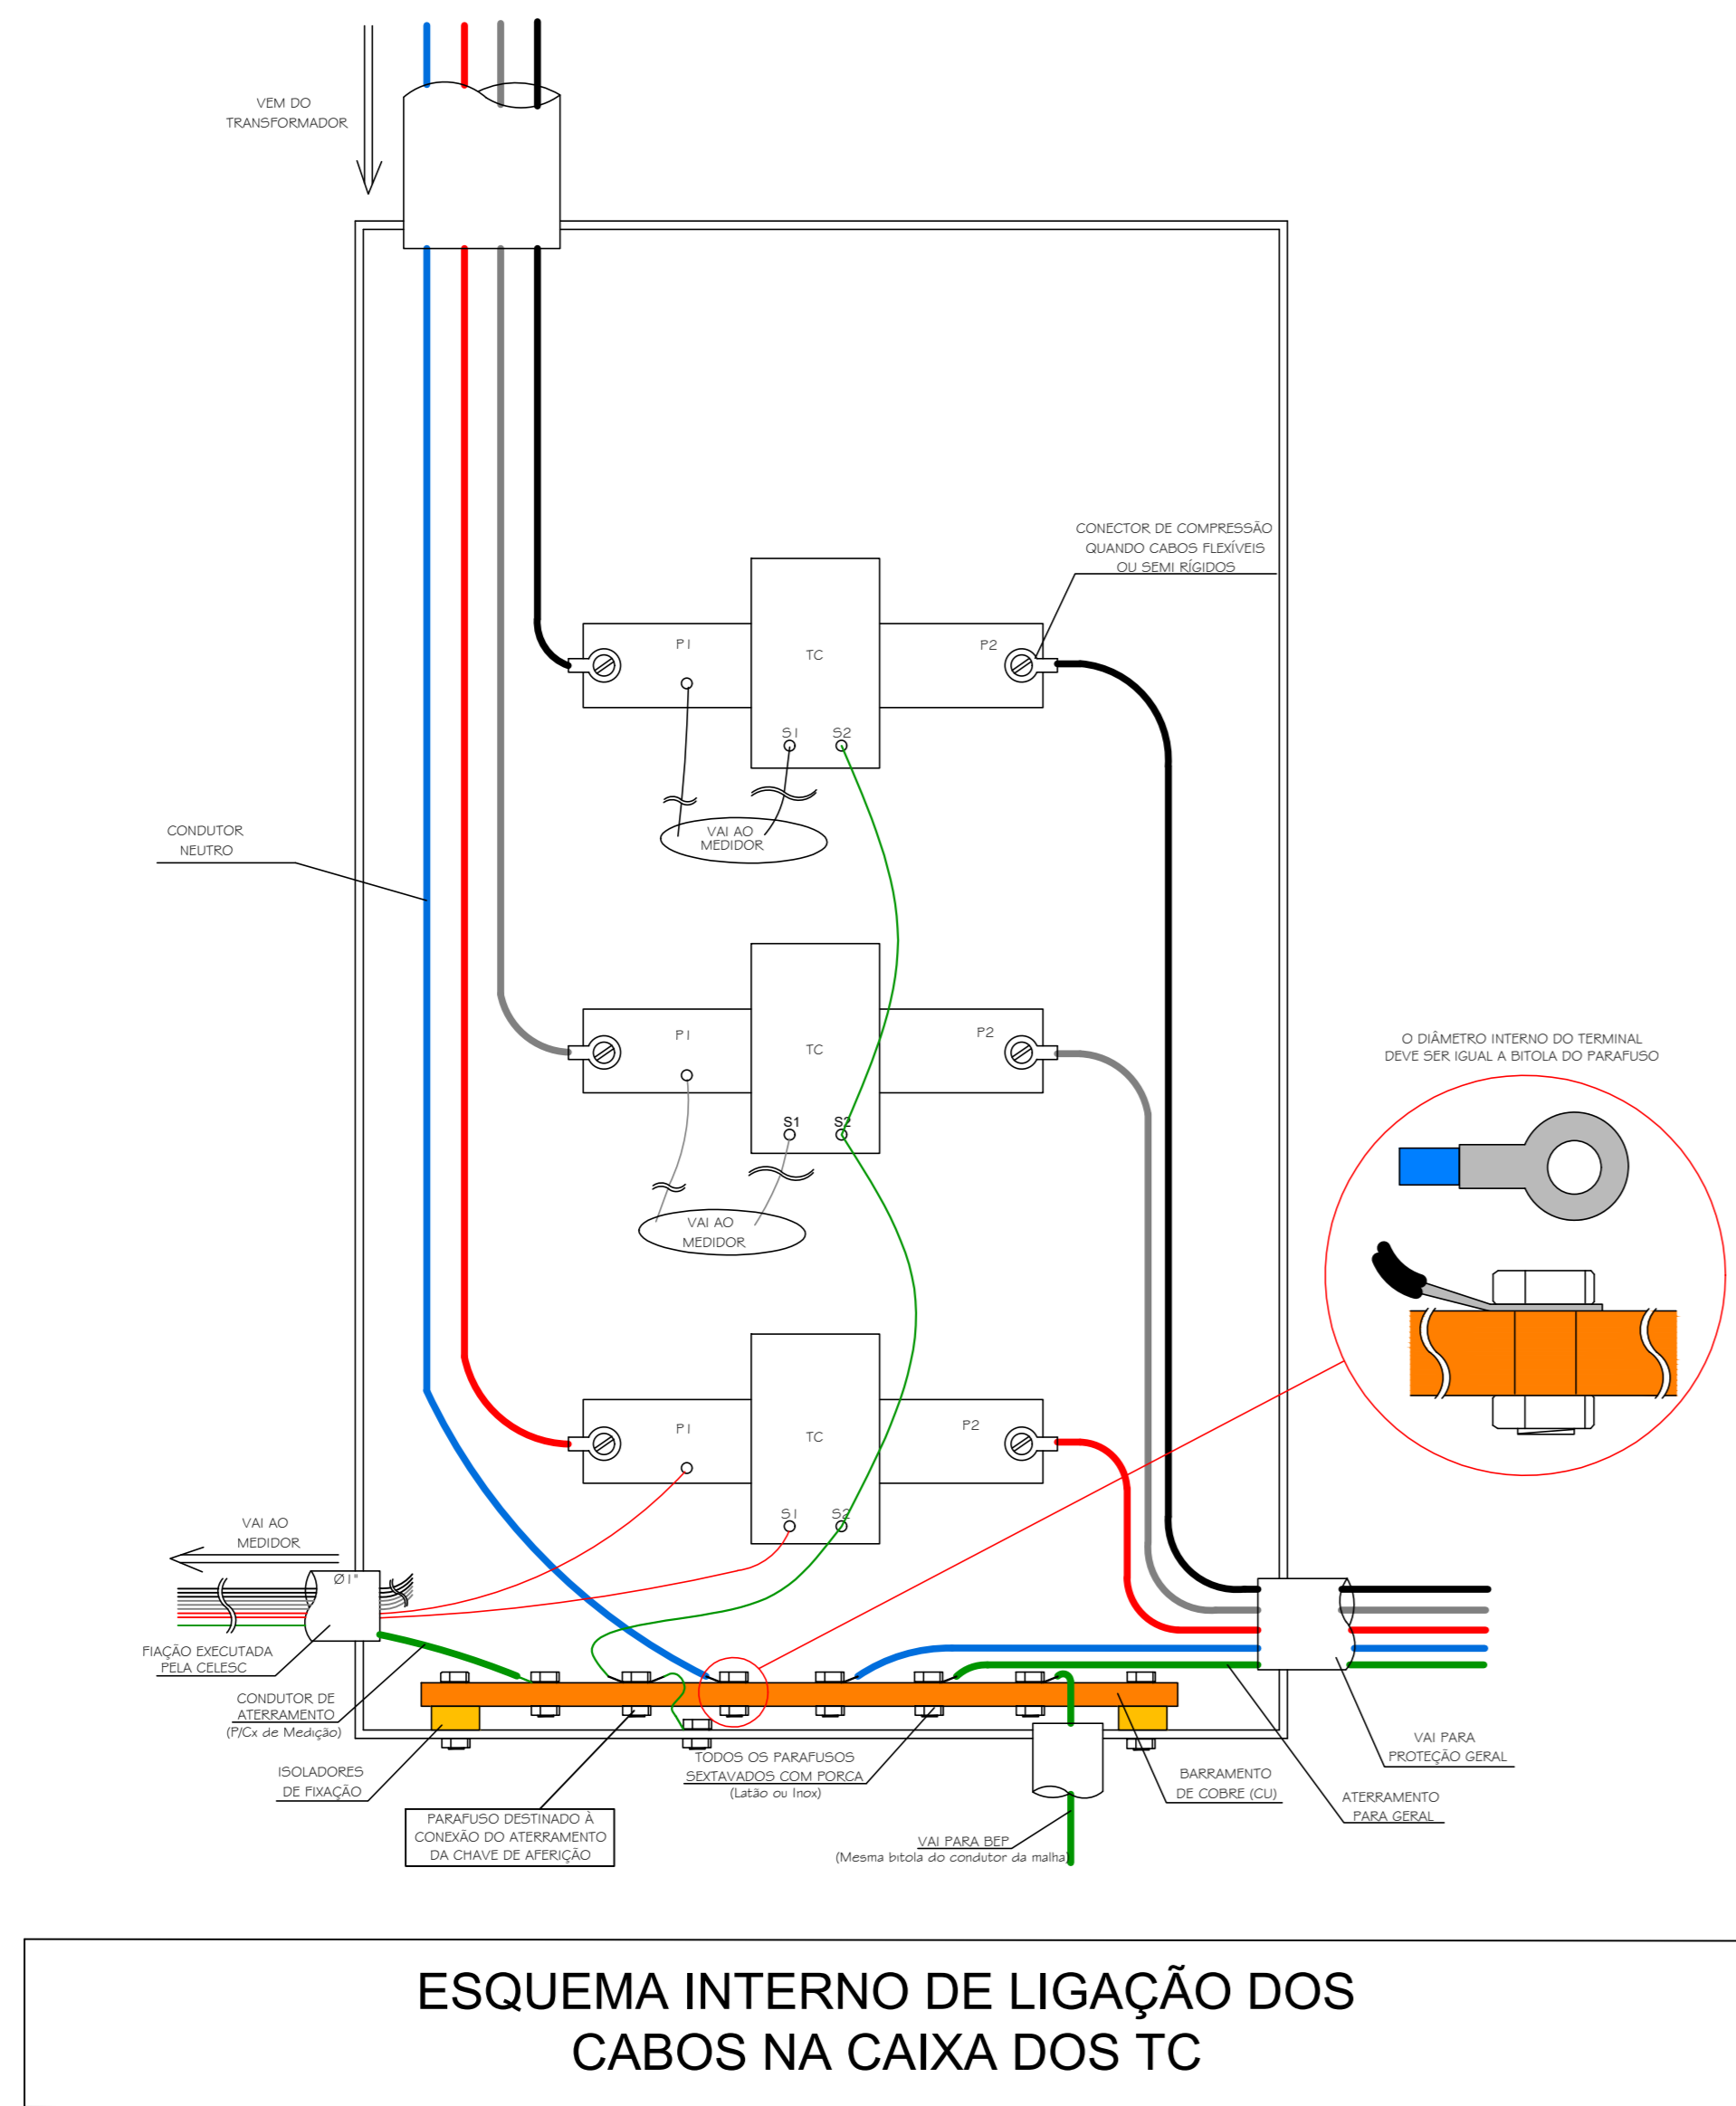 VEM DO
TRANSFORMADOR
CONECTOR DE COMPRESSÃO
QUANDO CABOS FLEXÍVEIS
OU SEMI RÍGIDOS
P1
TC
P2
S1
S2
VAI AO
MEDIDOR
CONDUTOR
NEUTRO
P1
TC
P2
S1
S2
VAI AO
MEDIDOR
O DIÂMETRO INTERNO DO TERMINAL
DEVE SER IGUAL A BITOLA DO PARAFUSO
P1
TC
P2
S1
S2
VAI AO
MEDIDOR
Ø1"
FIAÇÃO EXECUTADA
PELA CELESC
CONDUTOR DE
ATERRAMENTO
(P/Cx de Medição)
ISOLADORES
DE FIXAÇÃO
PARAFUSO DESTINADO À
CONEXÃO DO ATERRAMENTO
DA CHAVE DE AFERIÇÃO
TODOS OS PARAFUSOS
SEXTAVADOS COM PORCA
(Latão ou Inox)
VAI PARA BEP
(Mesma bitola do condutor da malha)
BARRAMENTO
DE COBRE (CU)
ATERRAMENTO
PARA GERAL
VAI PARA
PROTEÇÃO GERAL
ESQUEMA INTERNO DE LIGAÇÃO DOS
CABOS NA CAIXA DOS TC